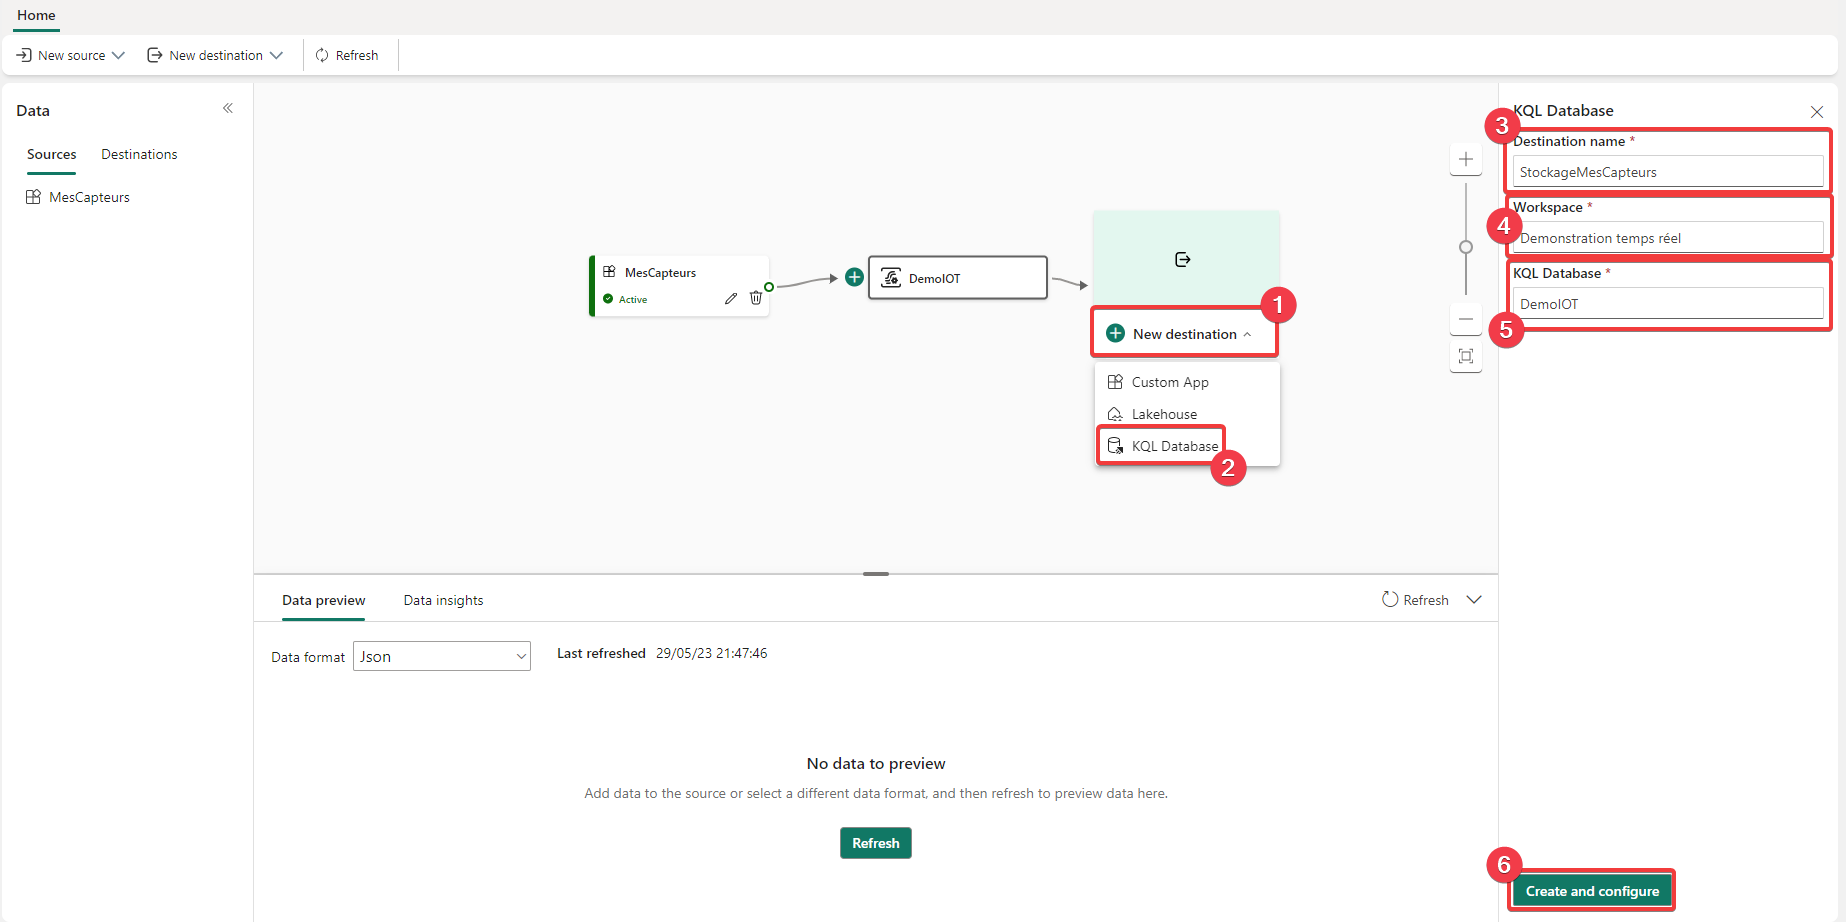 Home
New source
New destination
Refresh
Data
Sources
Destinations
MesCapteurs
MesCapteurs
Active
DemoIOT
1
New destination
Custom App
Lakehouse
KQL Database
2
KQL Database
3
Destination name *
StockageMesCapteurs
Workspace *
4
Demonstration temps réel
KQL Database *
DemoIOT
5
Data preview
Data insights
Refresh
Data format
Json
Last refreshed 29/05/23 21:47:46
No data to preview
Add data to the source or select a different data format, and then refresh to preview data here.
Refresh
6
Create and configure